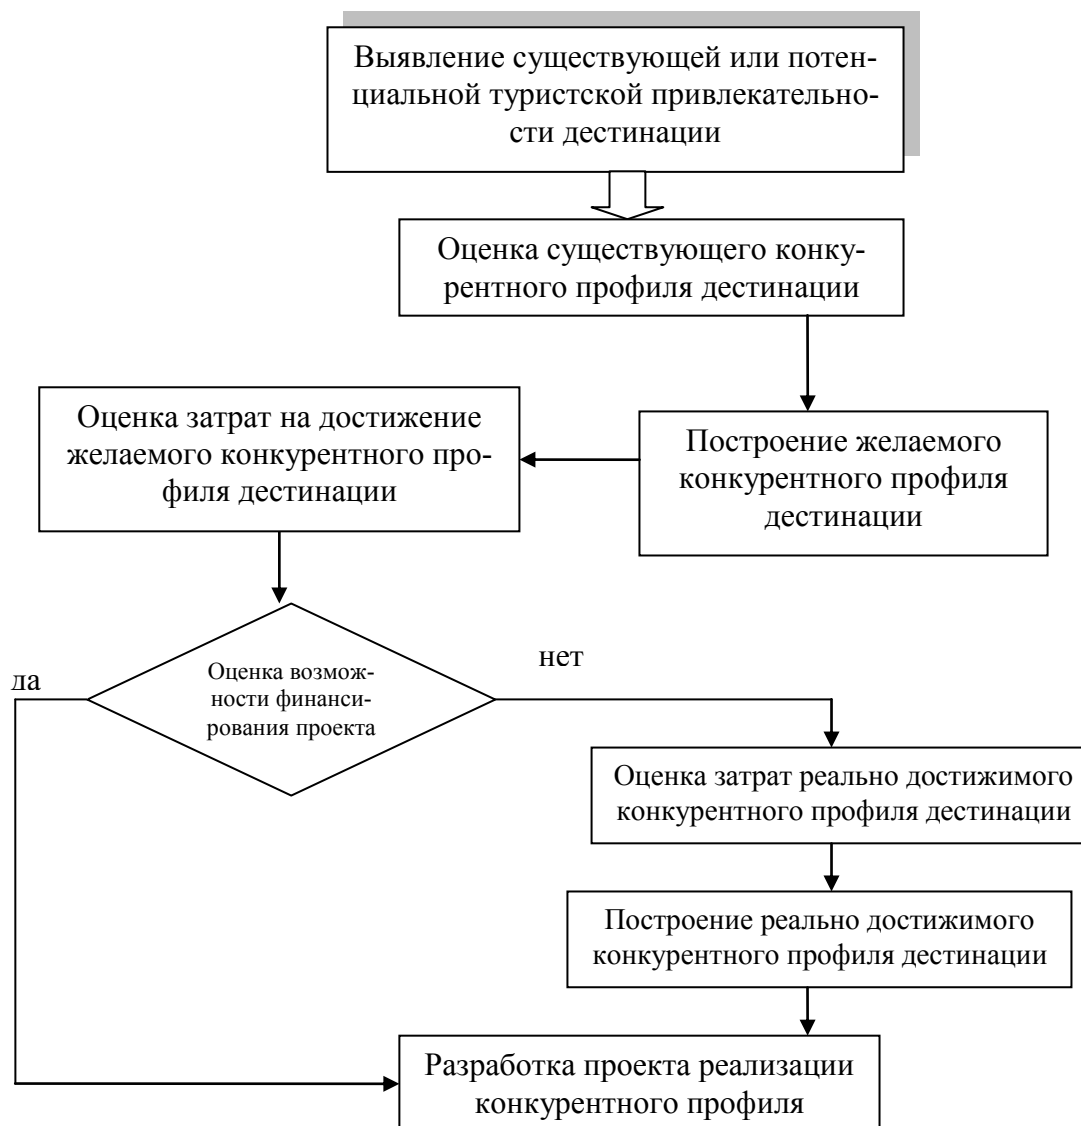 Выявление существующей или потен-
циальной туристской привлекательно-
сти дестинации
Оценка существующего конку-
рентного профиля дестинации
Оценка затрат на достижение
желаемого конкурентного про-
филя дестинации
Построение желаемого
конкурентного профиля
дестинации
да
Оценка возмож-
ности финанси-
рования проекта
нет
Оценка затрат реально достижимого
конкурентного профиля дестинации
Построение реально достижимого
конкурентного профиля дестинации
Разработка проекта реализации
конкурентного профиля